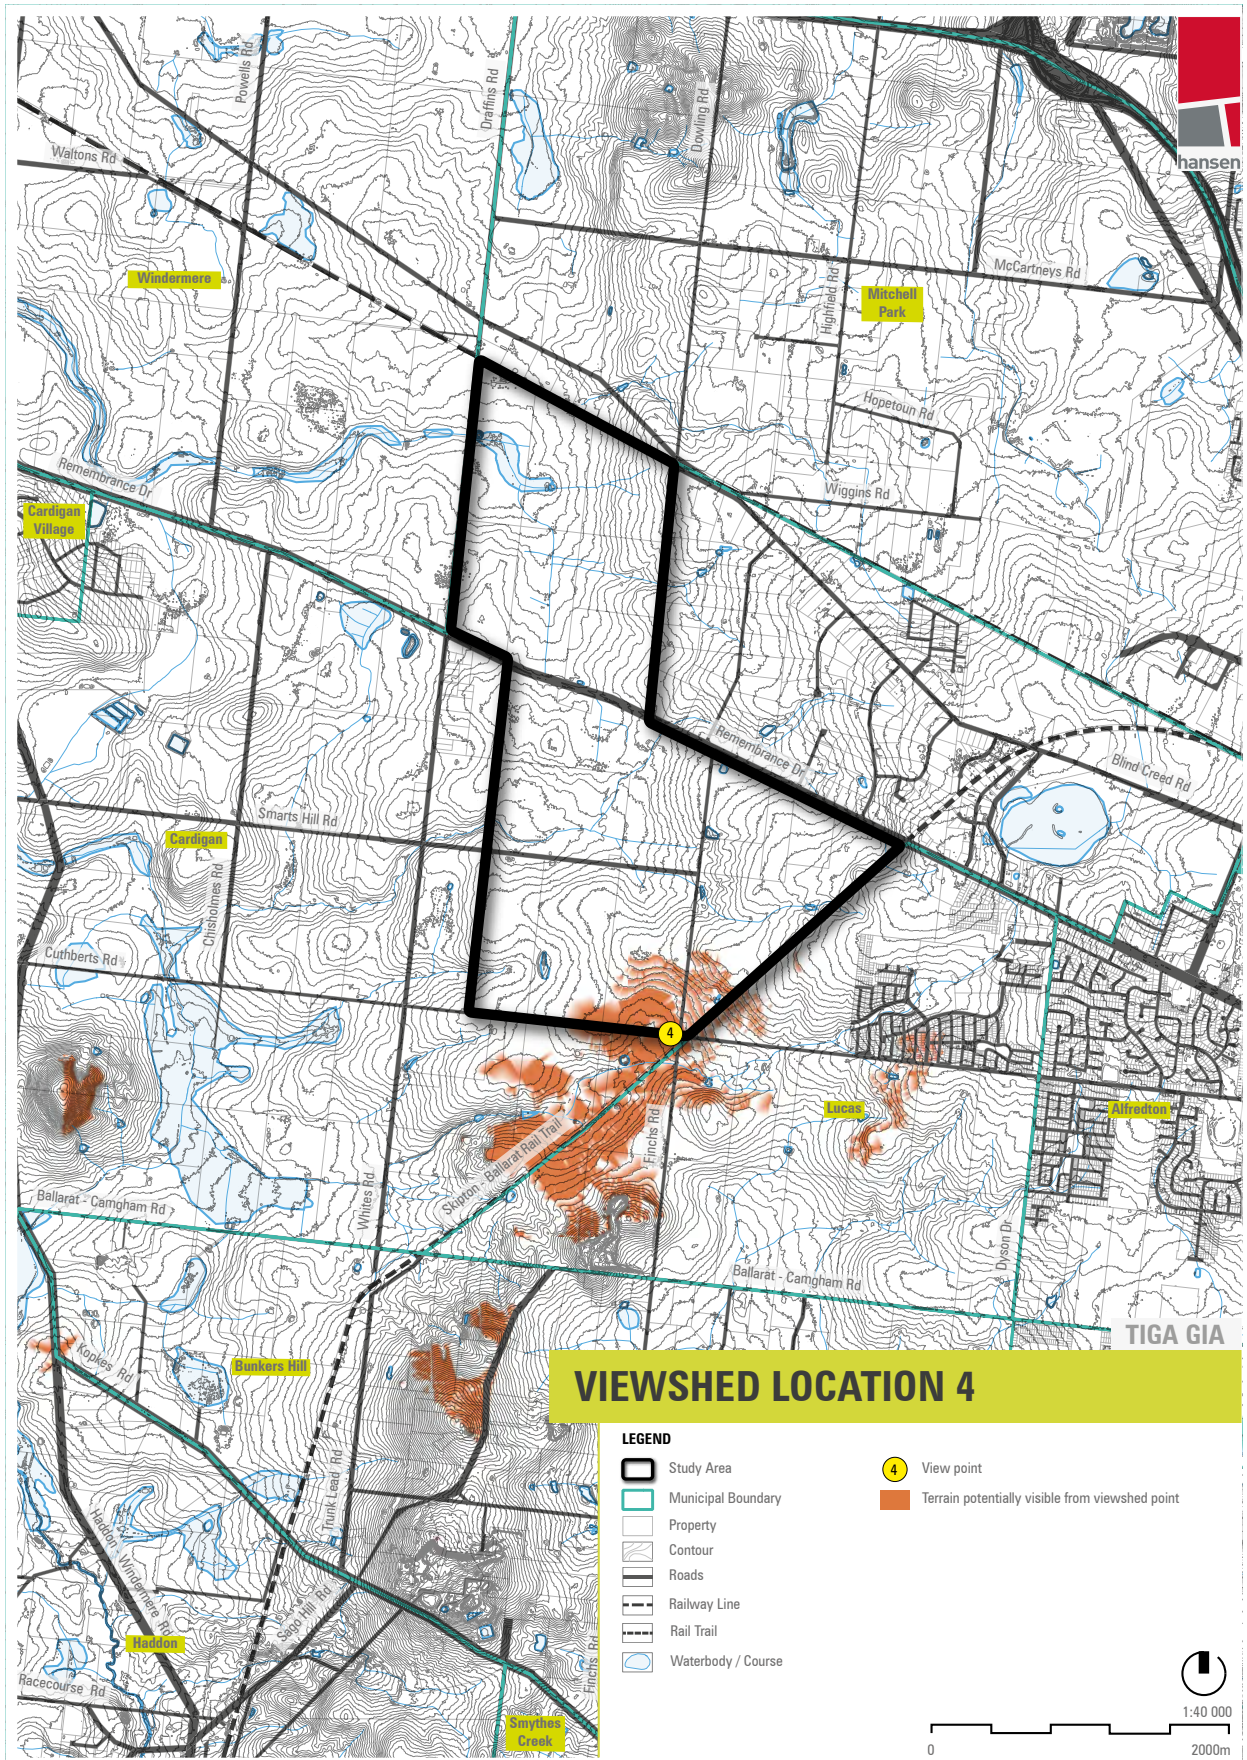 Powells Rd
Draffins Rd
Dowling Rd
hansen
Waltons Rd
Windermere
McCartneys Rd
Highfield Rd
Mitchell
Park
Hopetoun Rd
Remembrance Dr
Wiggins Rd
Cardigan
Village
Remembrance Dr
Blind Creed Rd
Smarts Hill Rd
Cardigan
Chisholmes Rd
Cuthberts Rd
4
Lucas
Alfredton
Finchs Rd
Skipton - Ballarat Rail Trail
Whites Rd
Ballarat - Carngham Rd
Dyson Dr
Ballarat - Carngham Rd
TIGA GIA
Kopkes Rd
Bunkers Hill
VIEWSHED LOCATION 4
LEGEND
Study Area
Municipal Boundary
Property
Contour
Roads
Railway Line
Rail Trail
Waterbody / Course
4
View point
Terrain potentially visible from viewshed point
Trunk Lead Rd
Haddon - Windermere Rd
Sago Hill Rd
Haddon
Finchs Rd
Racecourse Rd
Smythes
Creek
1:40 000
0
2000m